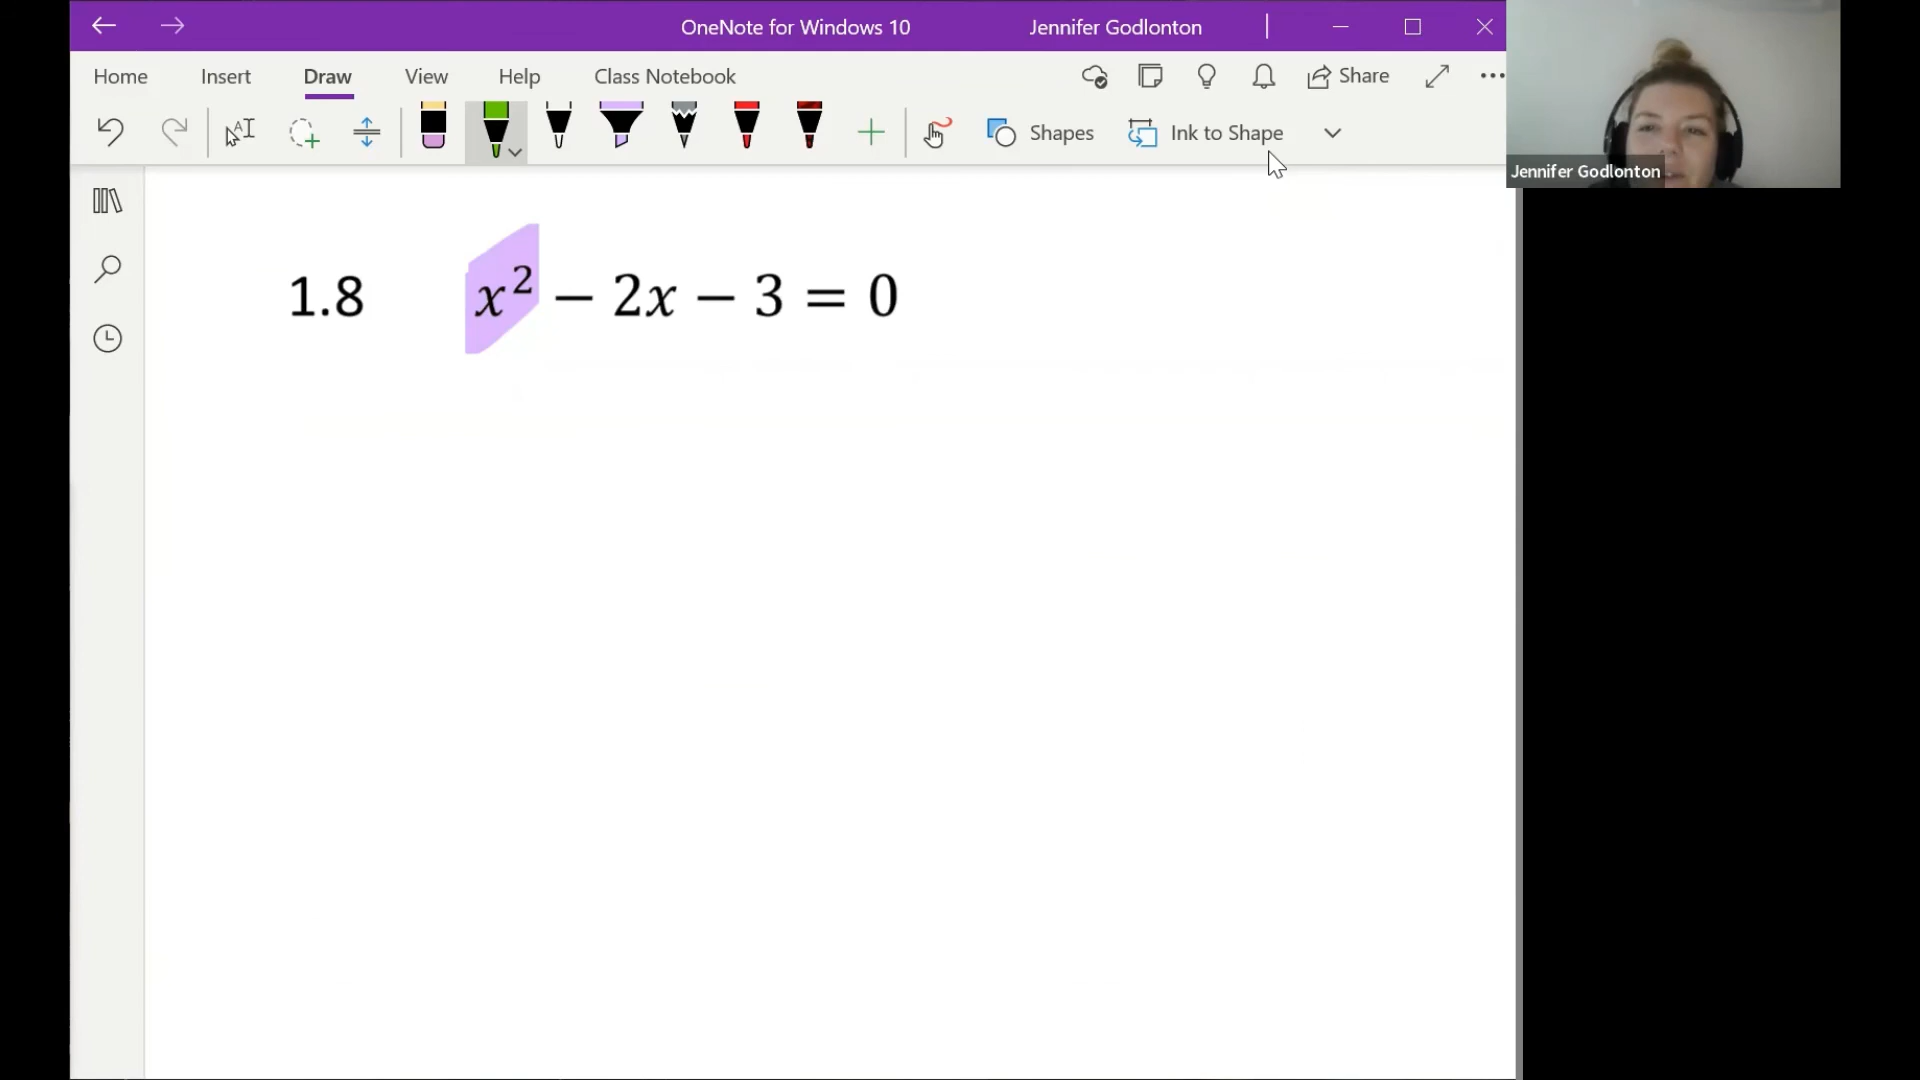 OneNote for Windows 10 Jennifer Godlonton
Home Insert Draw View Help Class Notebook Share
Shapes Ink to Shape
Jennifer Godlonton
1.8 x² − 2x − 3 = 0